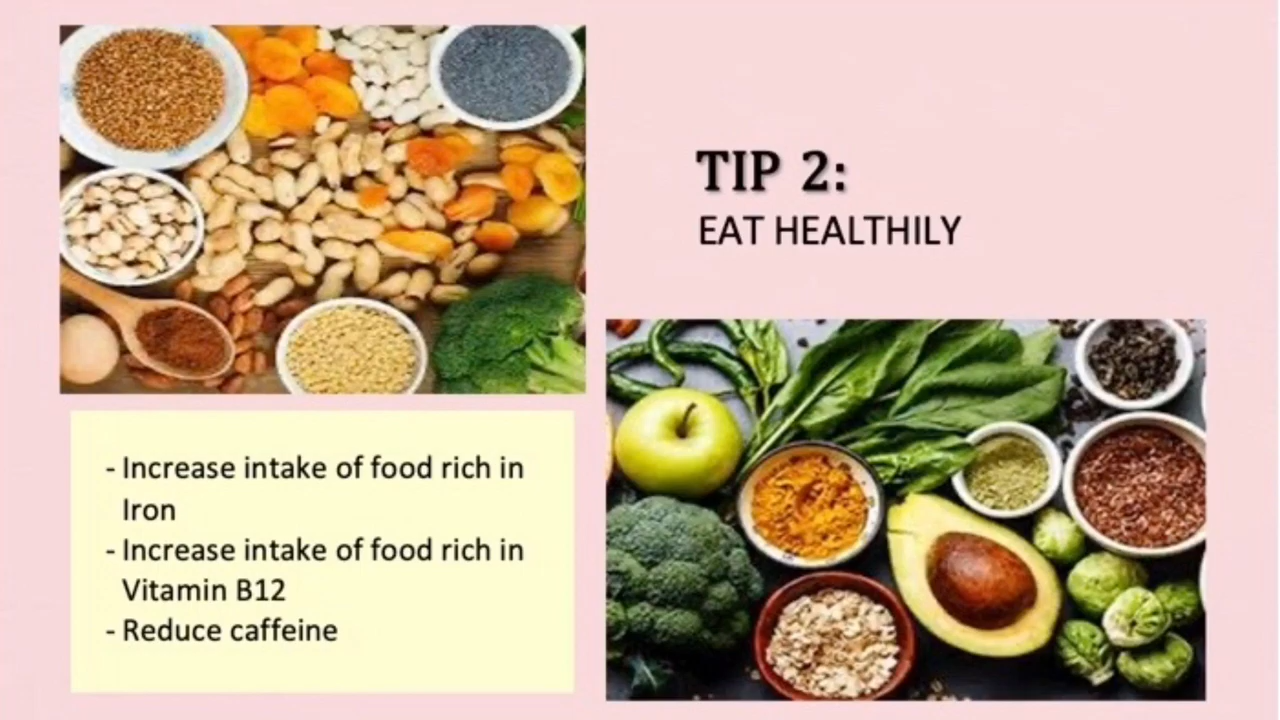 TIP 2:
EAT HEALTHILY
- Increase intake of food rich in
Iron
- Increase intake of food rich in
Vitamin B12
- Reduce caffeine